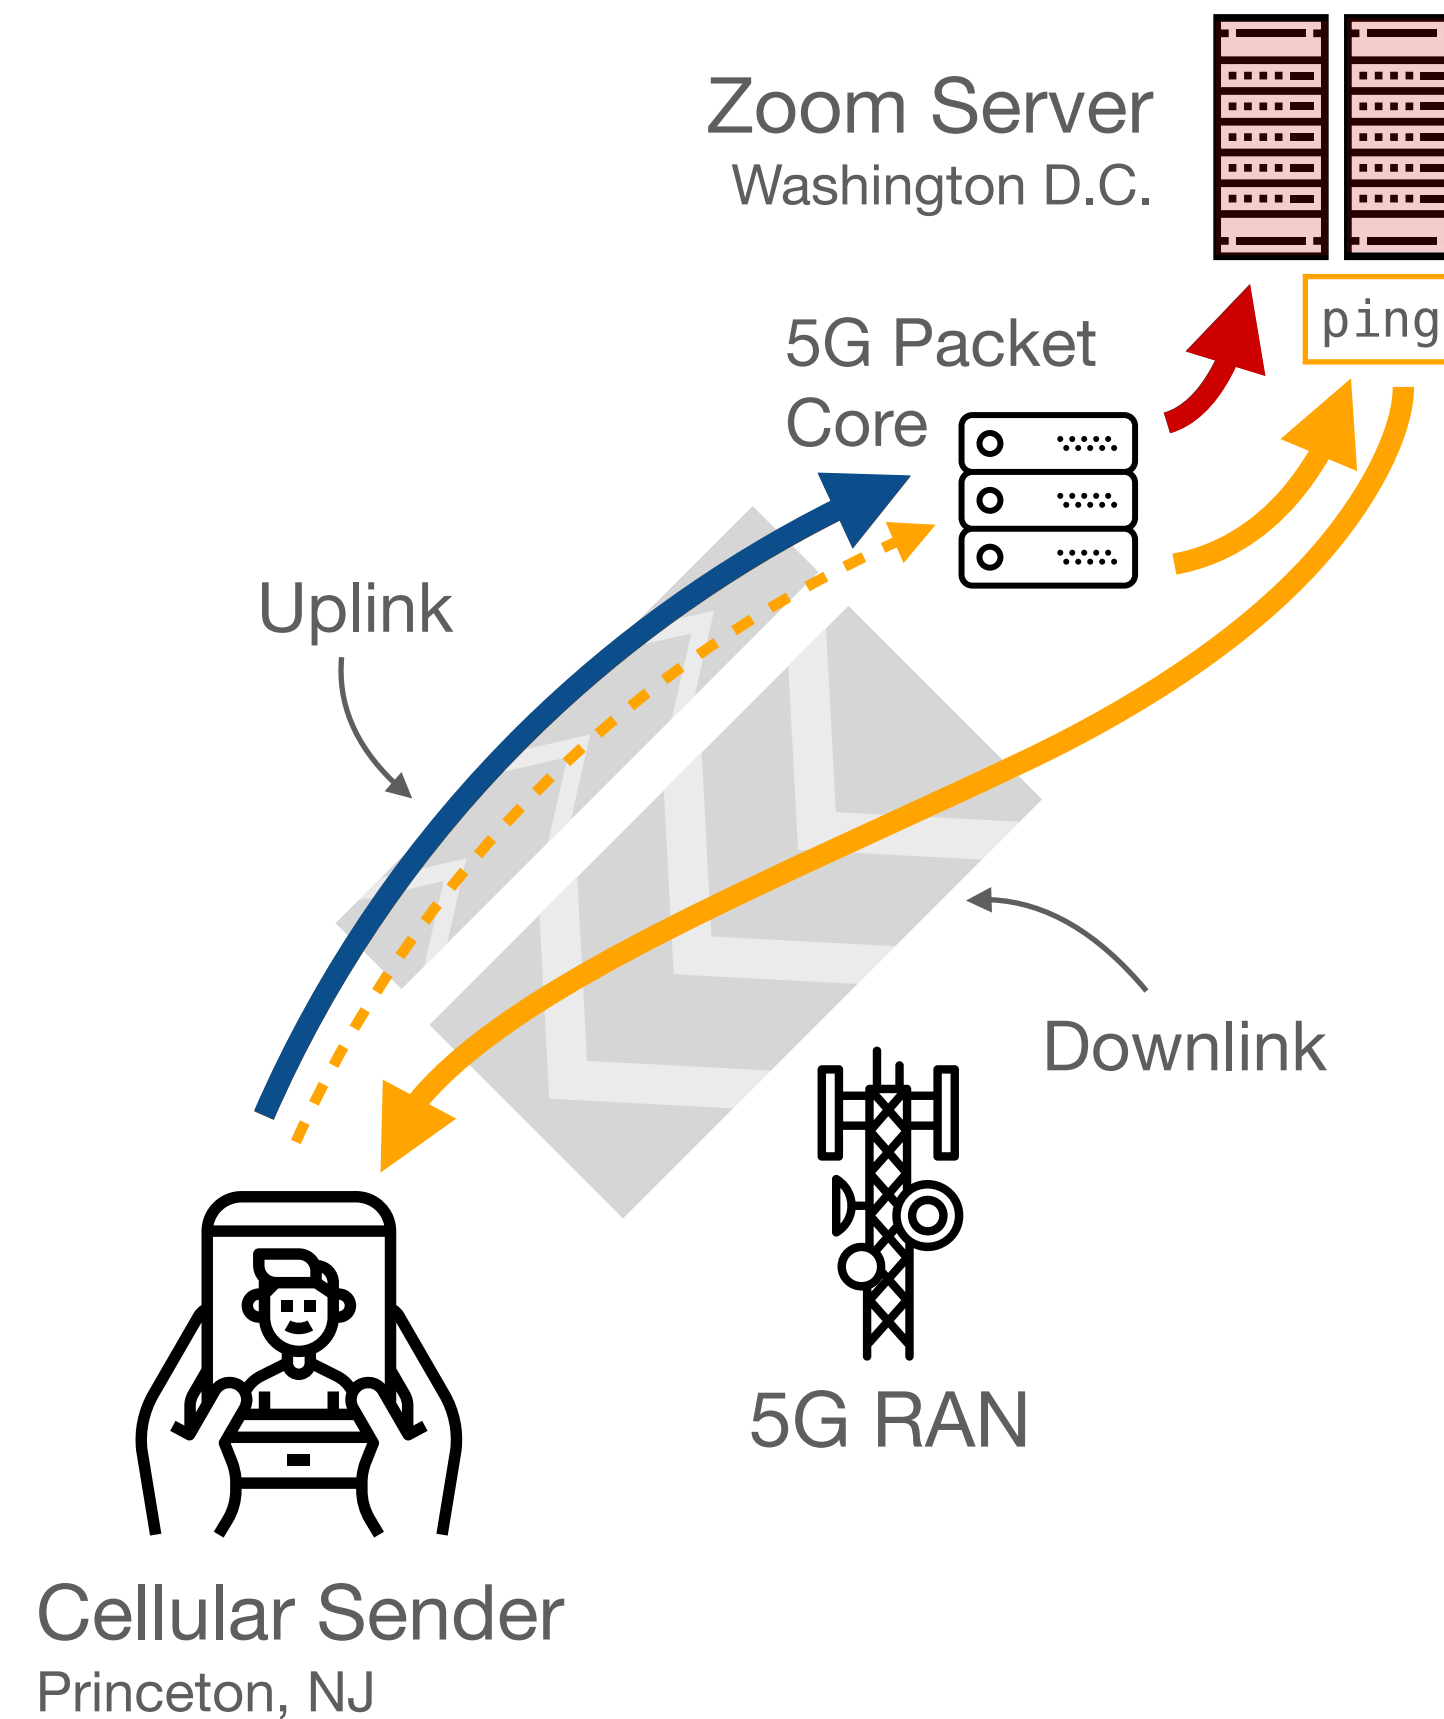 Zoom Server
Washington D.C.
ping
5G Packet
Core
Uplink
Downlink
5G RAN
Cellular Sender
Princeton, NJ